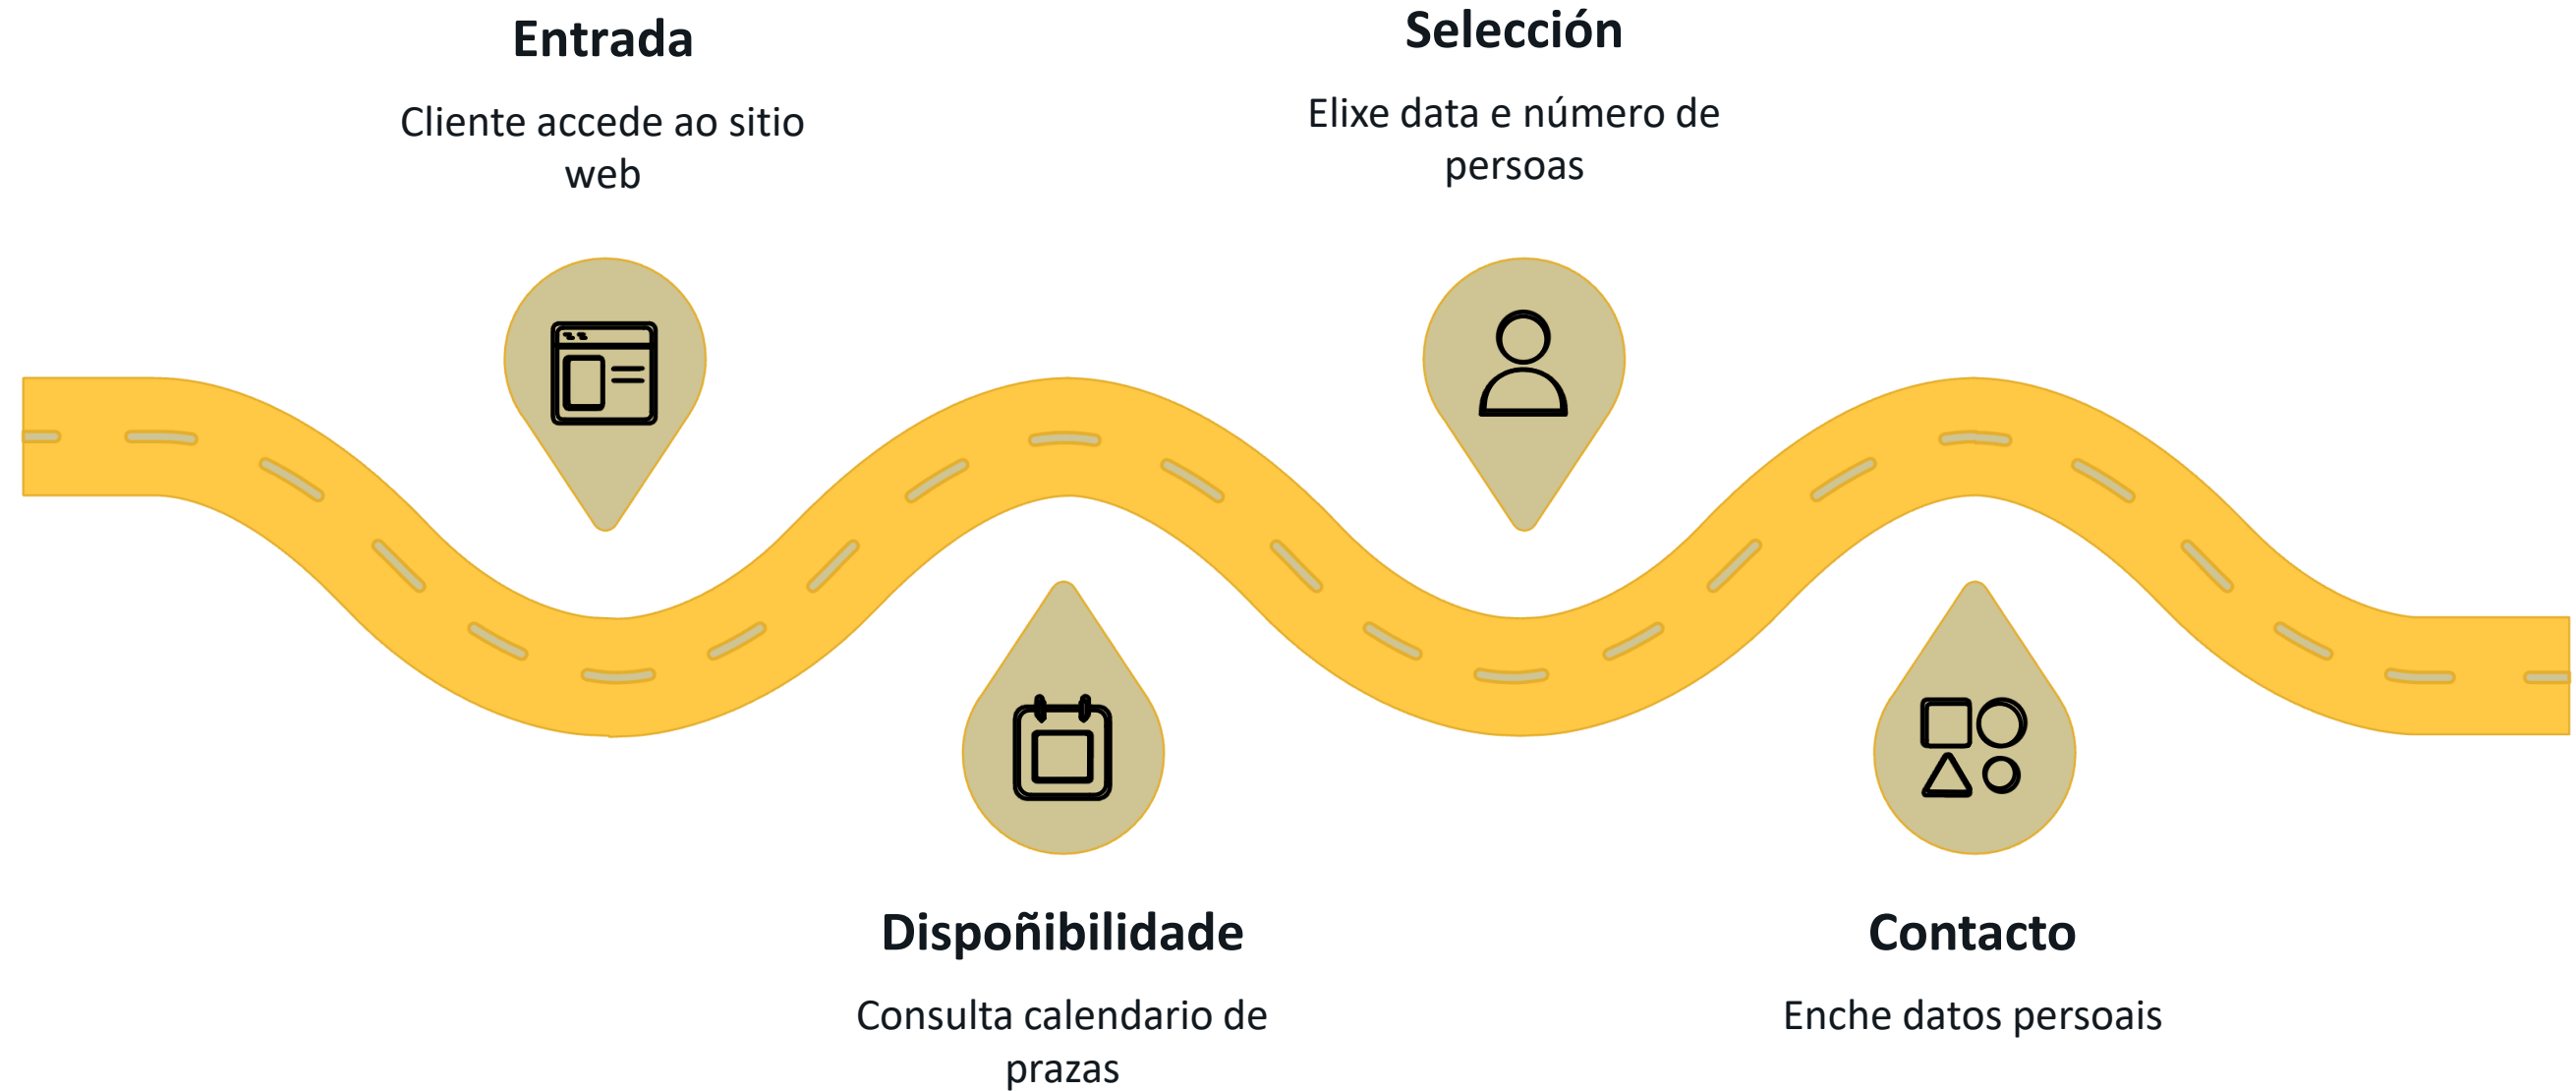 Entrada
Cliente accede ao sitio
web
Selección
Elixe data e número de
persoas
Dispoñibilidade
Consulta calendario de
prazas
Contacto
Enche datos persoais